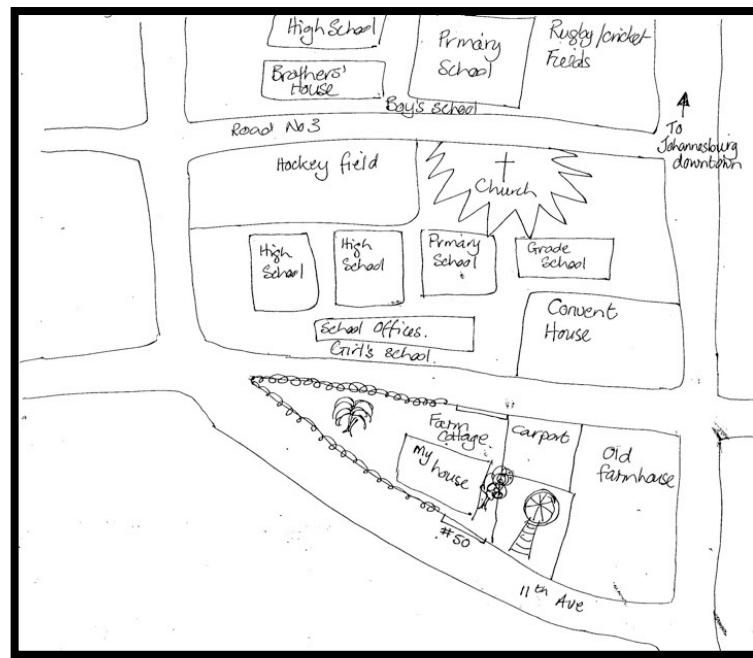 High School
Primary
School
Rugby/cricket
Fields
Brothers'
House
Boy's school
Road No 3
To
Johannesburg
downtown
Hockey field
Church
High
School
High
School
Primary
School
Grade
School
Convent
House
School Offices.
Girl's school.
Farm
Cottage
My
house
Carport
Old
farmhouse
#50
11th Ave